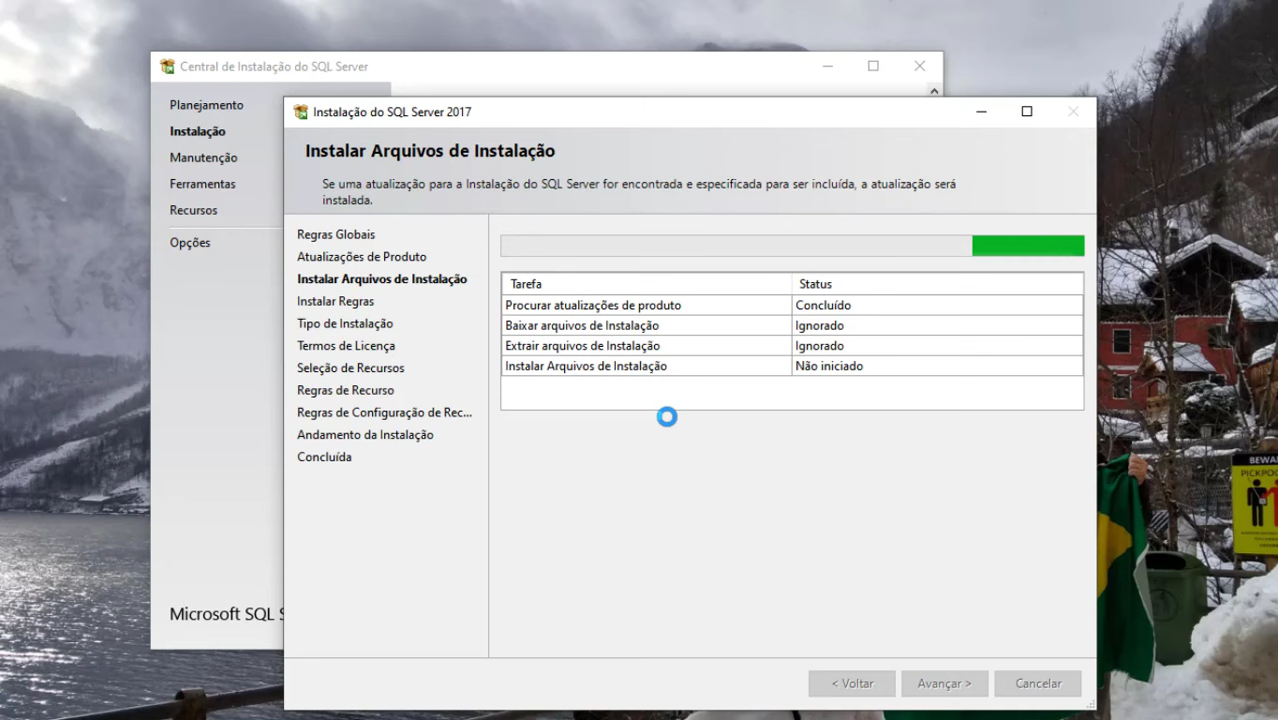 Central de Instalação do SQL Server
Planejamento
Instalação
Manutenção
Ferramentas
Recursos
Opções
Microsoft SQL S
Instalação do SQL Server 2017
Instalar Arquivos de Instalação
Se uma atualização para a Instalação do SQL Server for encontrada e especificada para ser incluída, a atualização será
instalada.
Regras Globais
Atualizações de Produto
Instalar Arquivos de Instalação
Instalar Regras
Tipo de Instalação
Termos de Licença
Seleção de Recursos
Regras de Recurso
Regras de Configuração de Rec...
Andamento da Instalação
Concluída
Tarefa Status
Procurar atualizações de produto Concluído
Baixar arquivos de Instalação Ignorado
Extrair arquivos de Instalação Ignorado
Instalar Arquivos de Instalação Não iniciado
< Voltar Avançar > Cancelar
BEWA
PICKPOC